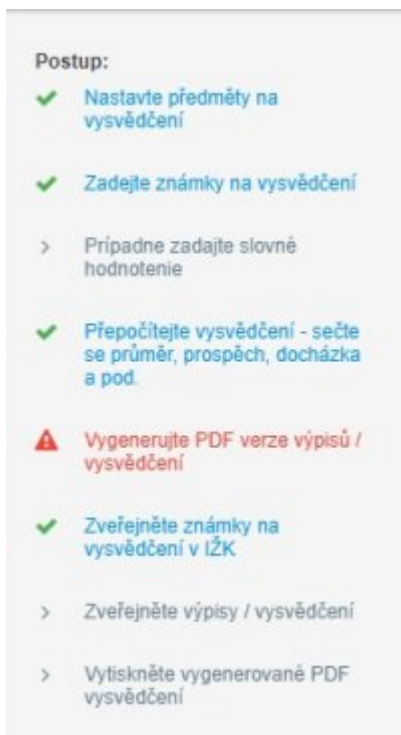 Postup:
Nastavte předměty na
vysvědčení
Zadejte známky na vysvědčení
Prípadne zadajte slovné
hodnotenie
Přepočítejte vysvědčení - sečte
se průměr, prospěch, docházka
a pod.
Vygenerujte PDF verze výpisů /
vysvědčení
Zveřejněte známky na
vysvědčení v IŽK
Zveřejněte výpisy / vysvědčení
Vytiskněte vygenerované PDF
vysvědčení